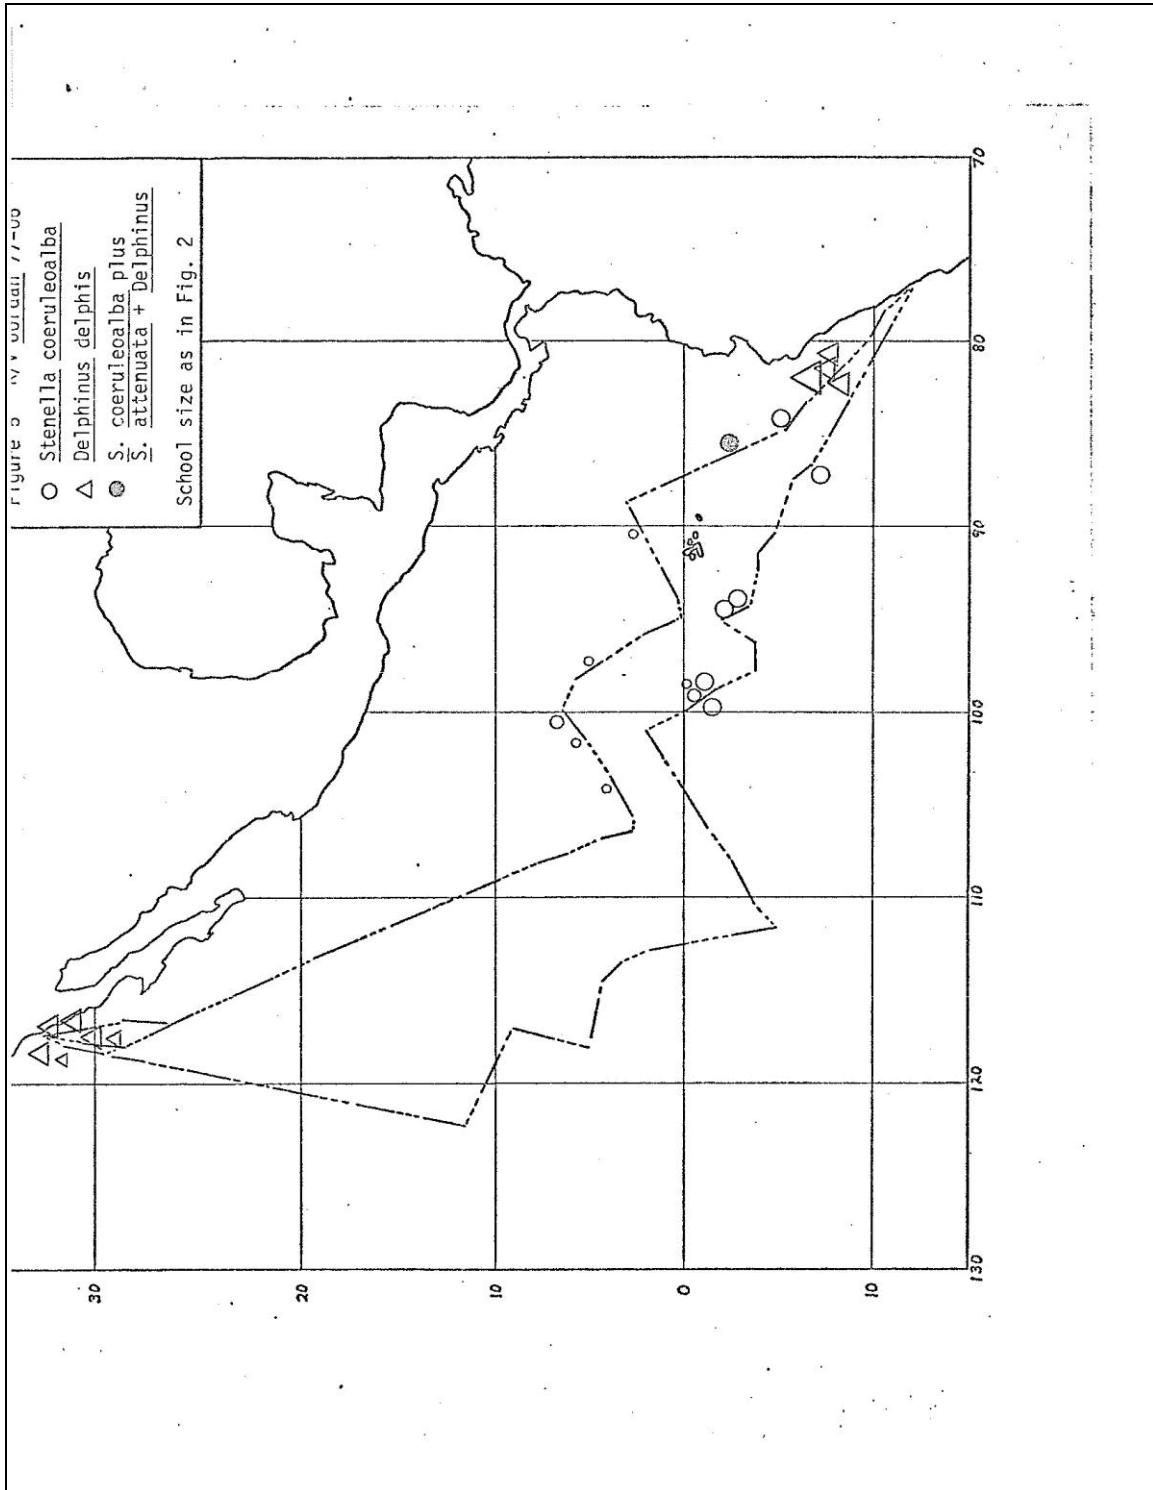 Stenella coeruleoalba
Delphinus delphis
S. coeruleoalba plus
S. attenuata + Delphinus
School size as in Fig. 2
70
80
90
100
110
120
130
30
20
10
0
10